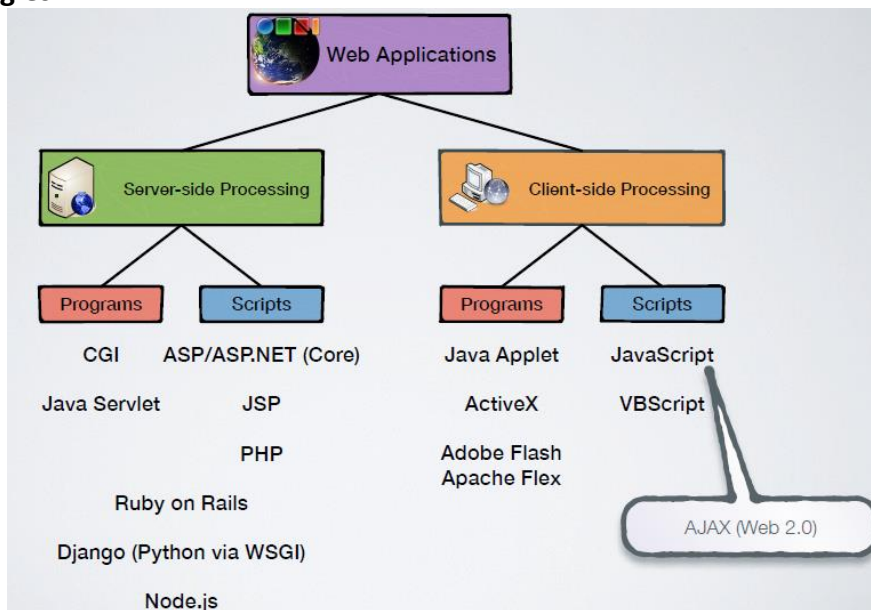 Web Applications
Server-side Processing
Client-side Processing
Programs
Scripts
Programs
Scripts
CGI
ASP/ASP.NET (Core)
Java Applet
JavaScript
Java Servlet
JSP
ActiveX
VBScript
PHP
Adobe Flash
Apache Flex
Ruby on Rails
AJAX (Web 2.0)
Django (Python via WSGI)
Node.js